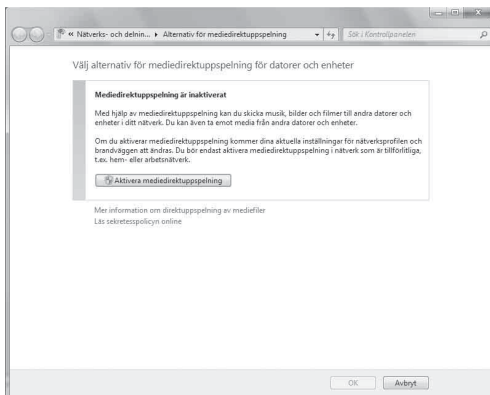 « Nätverks- och delnin... ▸ Alternativ för mediedirektuppspelning
Sök i Kontrollpanelen
Välj alternativ för mediedirektuppspelning för datorer och enheter
Mediedirektuppspelning är inaktiverat
Med hjälp av mediedirektuppspelning kan du skicka musik, bilder och filmer till andra datorer och
enheter i ditt nätverk. Du kan även ta emot media från andra datorer och enheter.
Om du aktiverar mediedirektuppspelning kommer dina aktuella inställningar för nätverksprofilen och
brandväggen att ändras. Du bör endast aktivera mediedirektuppspelning i nätverk som är tillförlitliga,
t.ex. hem- eller arbetsnätverk.
Aktivera mediedirektuppspelning
Mer information om direktuppspelning av mediefiler
Läs sekretesspolicyn online
OK Avbryt